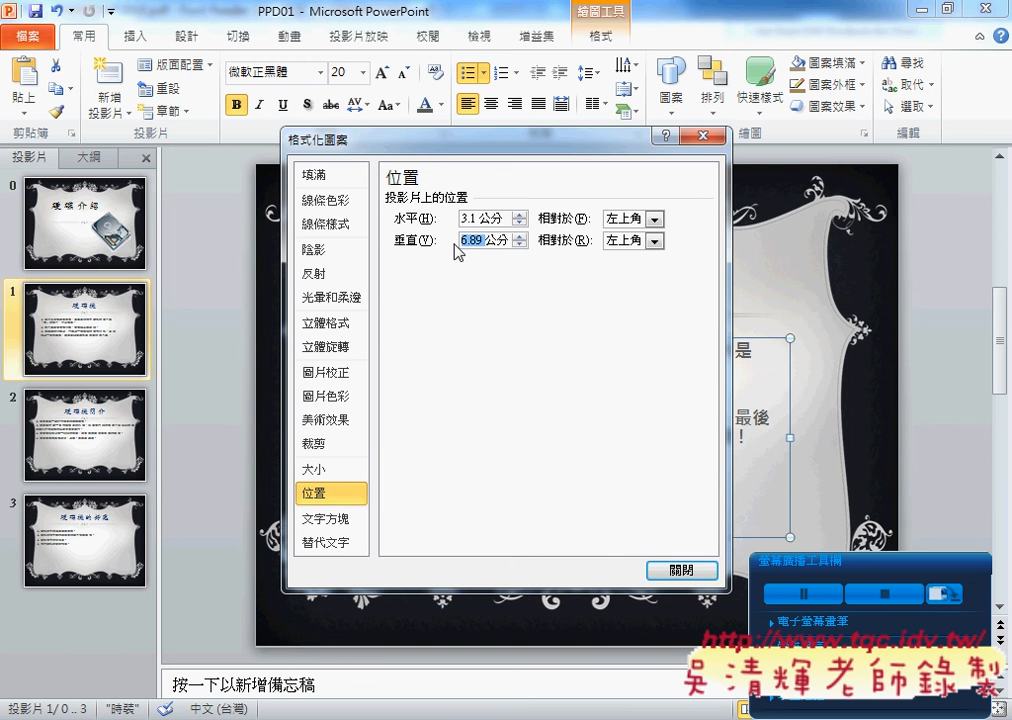 PPD01 - Microsoft PowerPoint
繪圖工具
檔案 常用 插入 設計 切換 動畫 投影片放映 校閱 檢視 增益集 格式
貼上
剪貼簿
新增
投影片
版面配置
重設
章節
投影片
微軟正黑體 20
B I U S abc AV Aa A
圖案 排列 快速樣式
圖案填滿
圖案外框
圖案效果
繪圖
尋找
取代
選取
編輯
投影片 大綱
0
硬碟介紹
1
2
3
格式化圖案
填滿
線條色彩
線條樣式
陰影
反射
光暈和柔邊
立體格式
立體旋轉
圖片校正
圖片色彩
美術效果
裁剪
大小
位置
文字方塊
替代文字
位置
投影片上的位置
水平(H): 3.1 公分 相對於(F): 左上角
垂直(V): 6.89 公分 相對於(R): 左上角
關閉
是
最後
!
螢幕廣播工具欄
電子螢幕畫筆
http://www.tqc.idv.tw/
吳清輝老師錄製
按一下以新增備忘稿
投影片 1/ 0 .. 3 "時裝" 中文 (台灣)